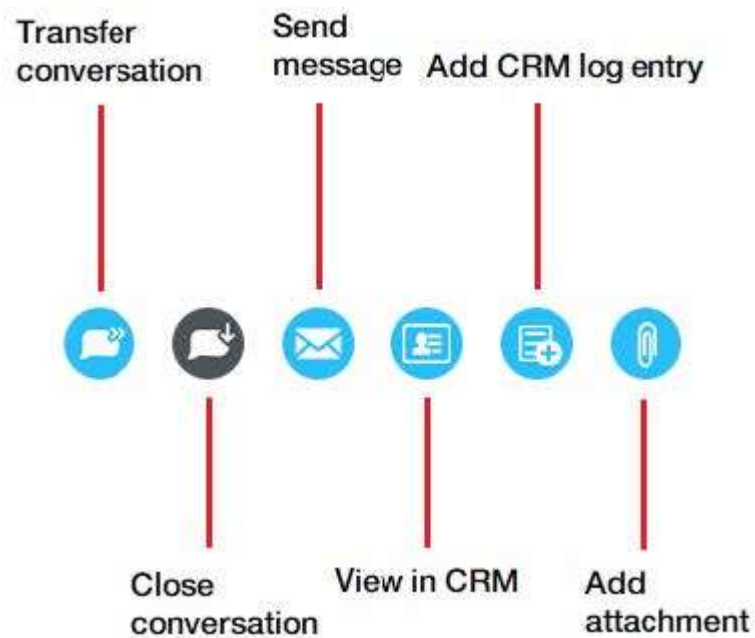 Transfer
conversation
Send
message
Add CRM log entry
Close
conversation
View in CRM
Add
attachment